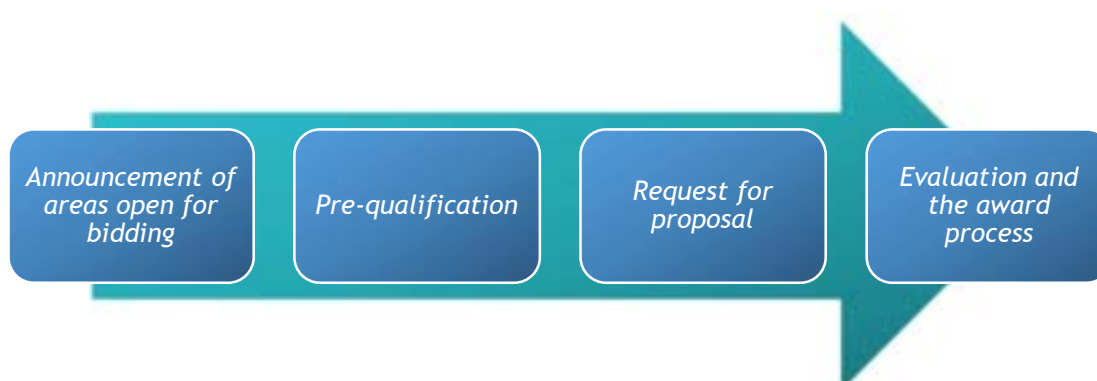 Announcement of
areas open for
bidding
Pre-qualification
Request for
proposal
Evaluation and
the award
process